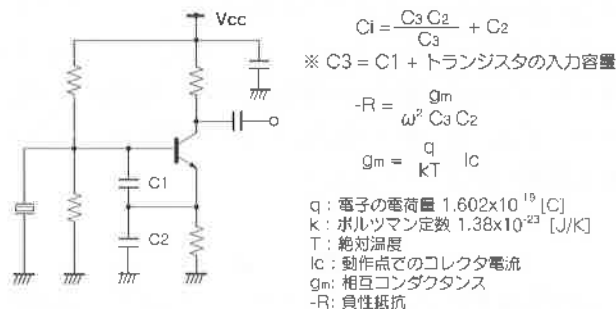 Vcc
C1
C2
Ci = C3 C2 / C3 + C2
※ C3 = C1 + トランジスタの入力容量
-R = gm / ω² C3 C2
gm = q / kT Ic
q : 電子の電荷量 1.602x10⁻¹⁹ [C]
k : ボルツマン定数 1.38x10⁻²³ [J/K]
T : 絶対温度
Ic : 動作点でのコレクタ電流
gm: 相互コンダクタンス
-R: 負性抵抗